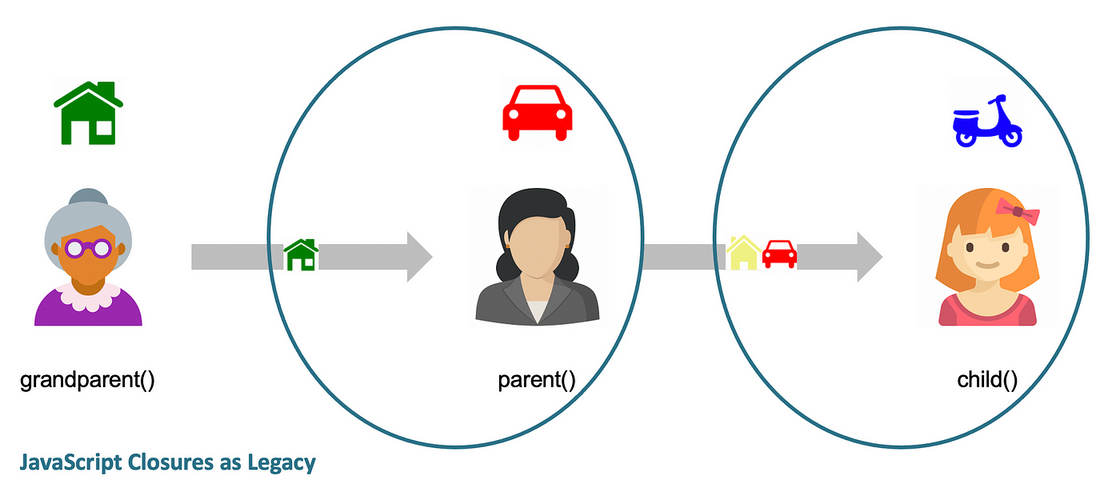 grandparent()
parent()
child()
JavaScript Closures as Legacy